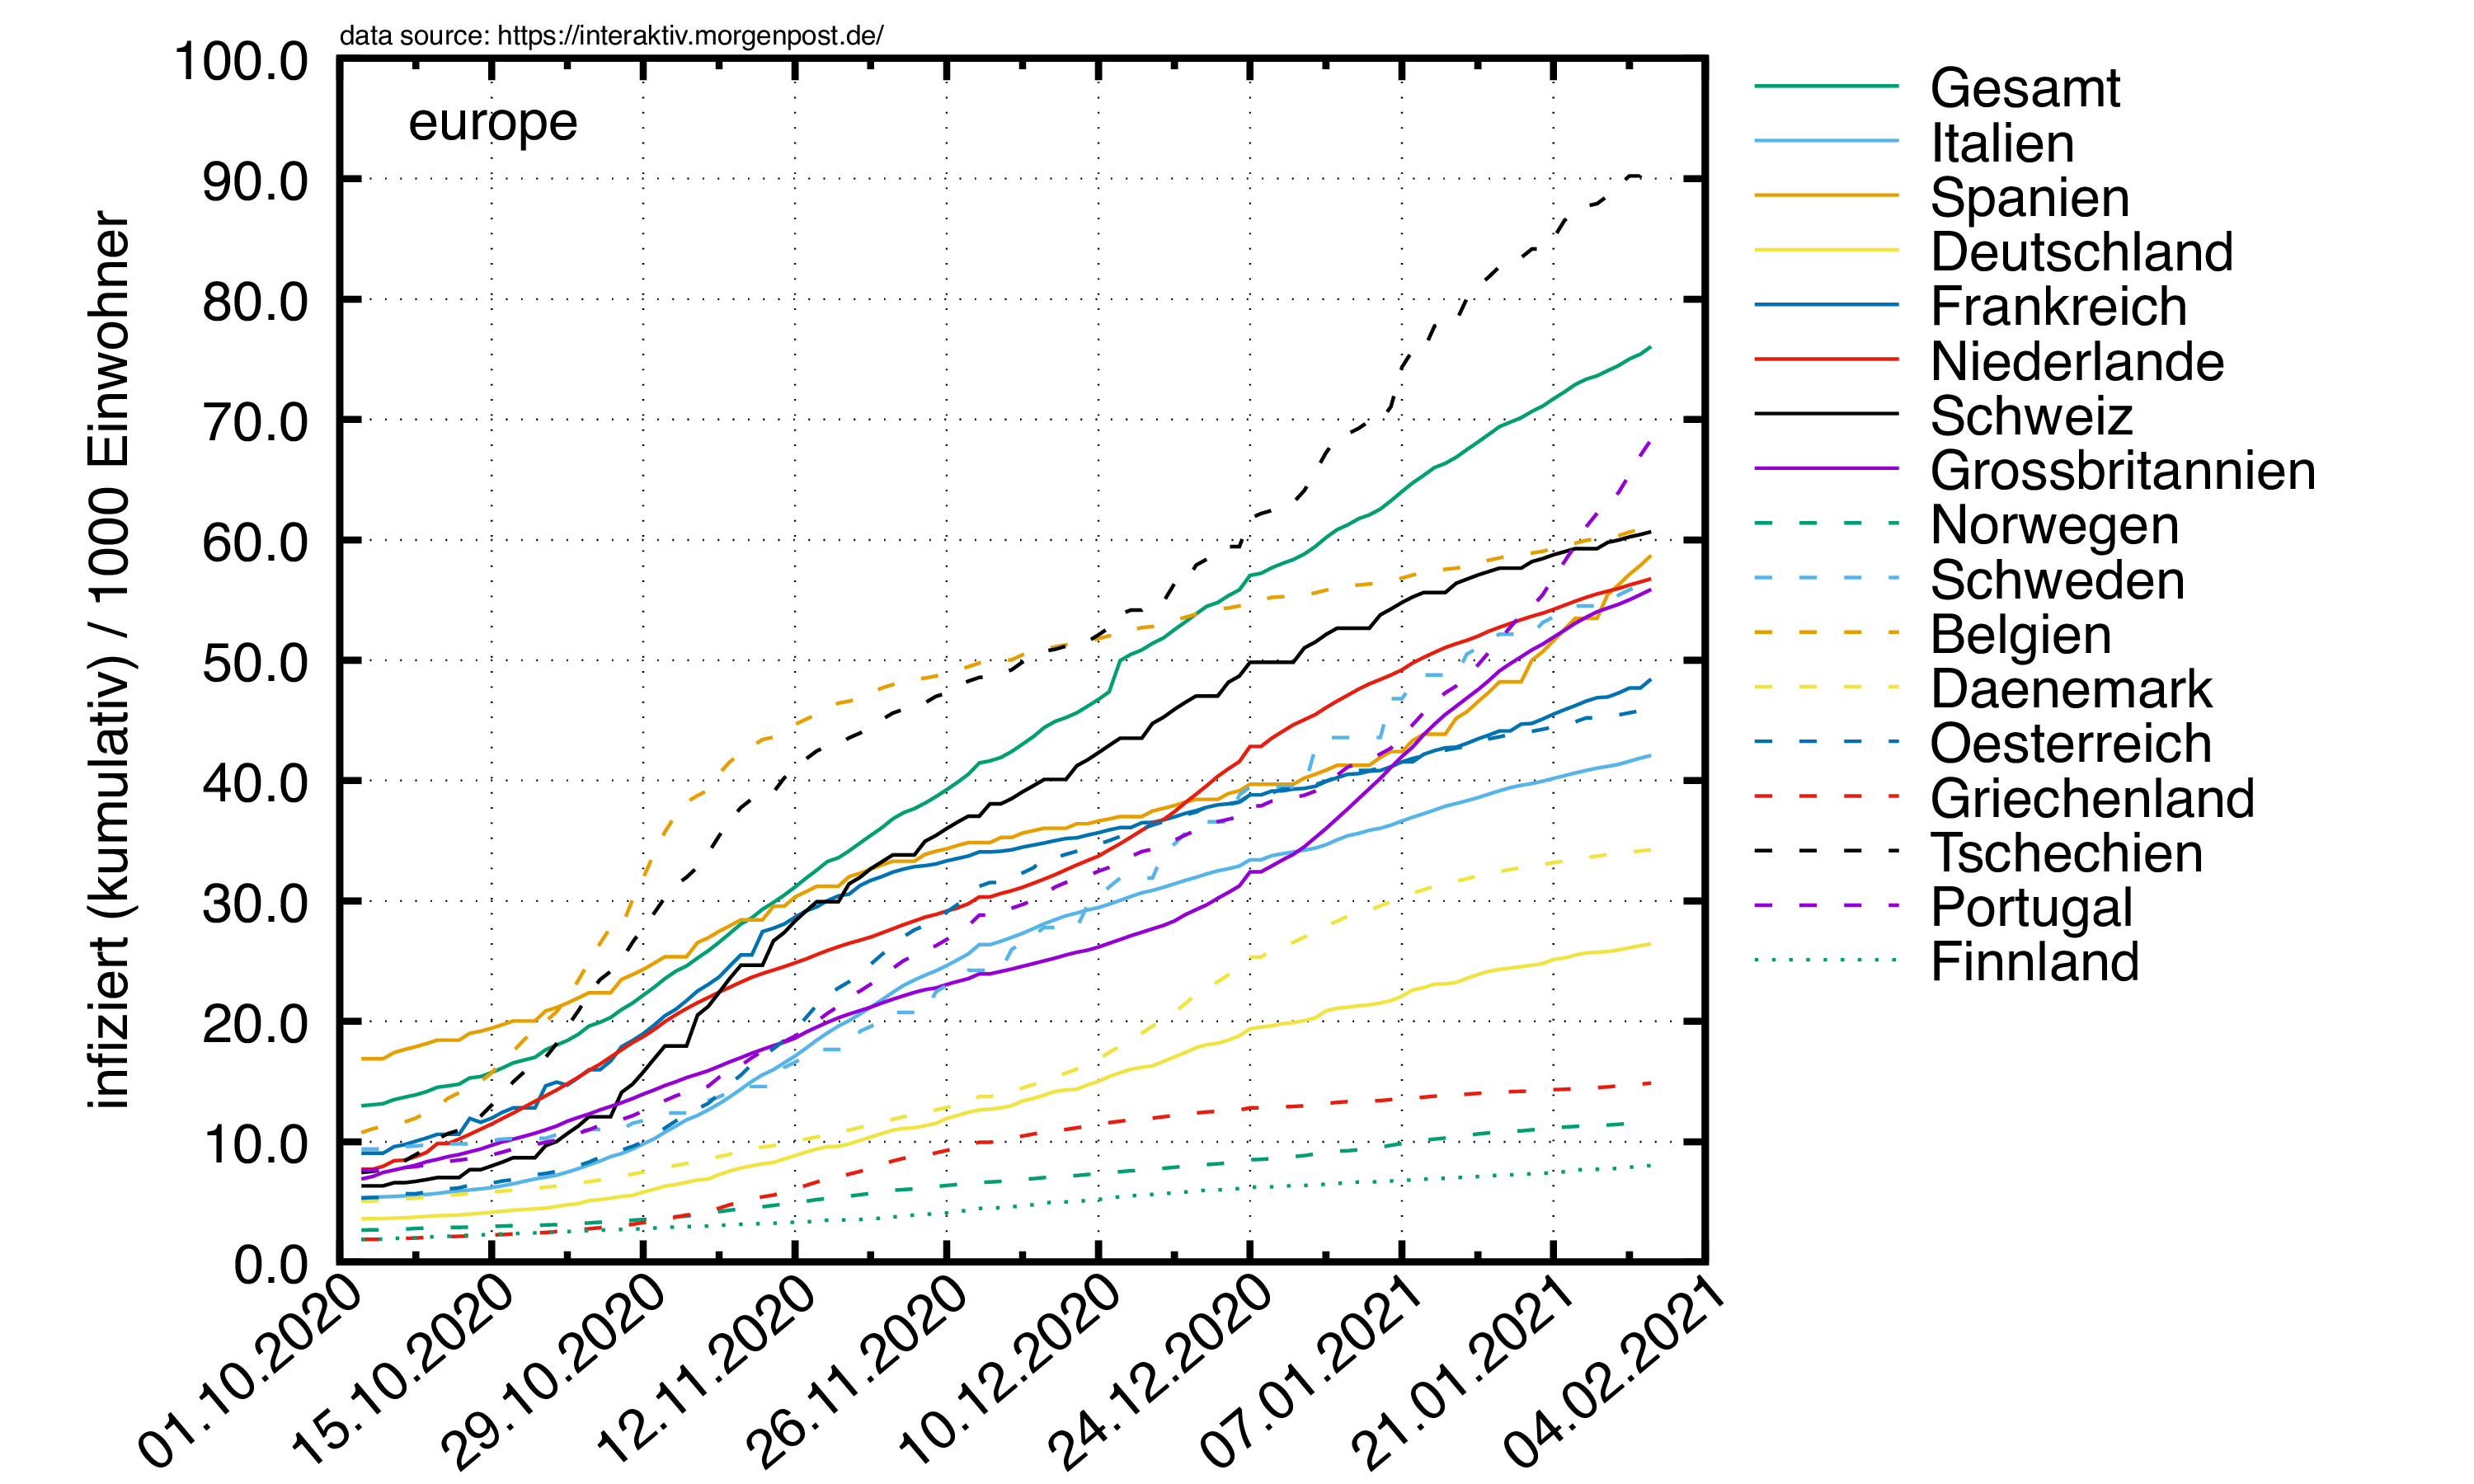 data source: https://interaktiv.morgenpost.de/
europe
infiziert (kumulativ) / 1000 Einwohner
100.0
90.0
80.0
70.0
60.0
50.0
40.0
30.0
20.0
10.0
0.0
01.10.2020
15.10.2020
29.10.2020
12.11.2020
26.11.2020
10.12.2020
24.12.2020
07.01.2021
21.01.2021
04.02.2021
Gesamt
Italien
Spanien
Deutschland
Frankreich
Niederlande
Schweiz
Grossbritannien
Norwegen
Schweden
Belgien
Daenemark
Oesterreich
Griechenland
Tschechien
Portugal
Finnland